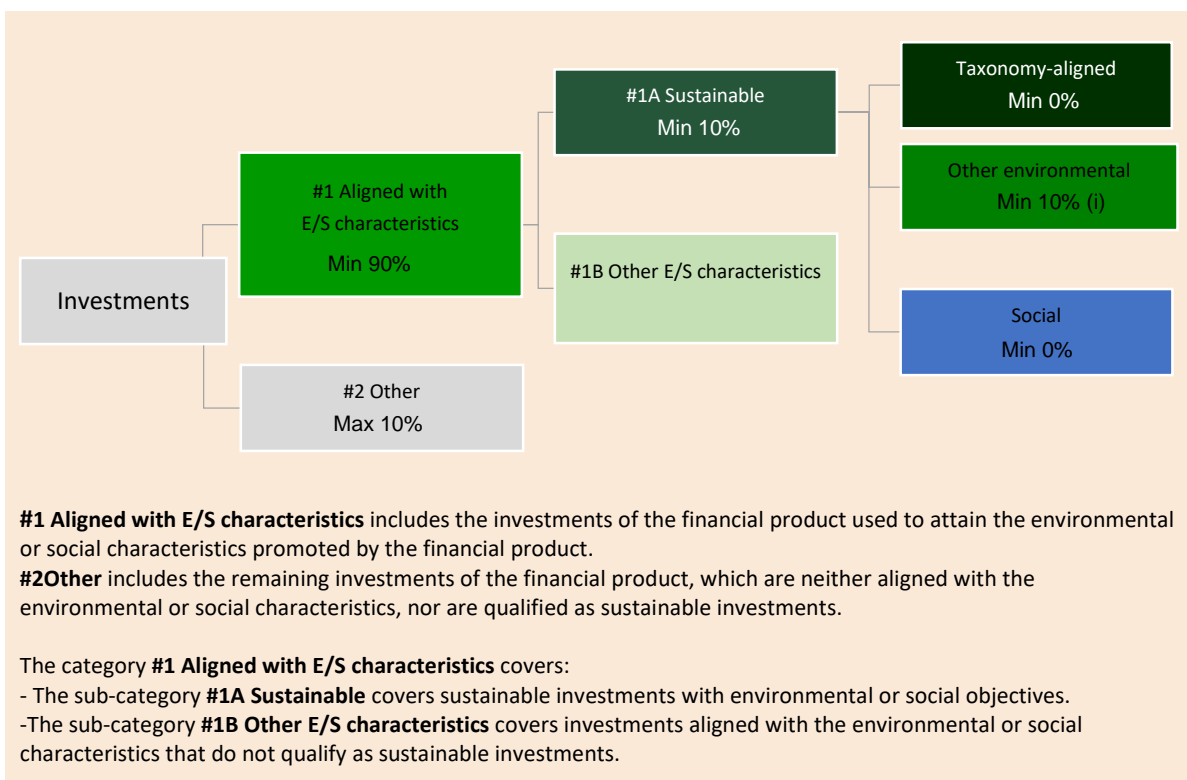 Investments
#1 Aligned with
E/S characteristics
Min 90%
#2 Other
Max 10%
#1A Sustainable
Min 10%
#1B Other E/S characteristics
Taxonomy-aligned
Min 0%
Other environmental
Min 10% (i)
Social
Min 0%
#1 Aligned with E/S characteristics includes the investments of the financial product used to attain the environmental
or social characteristics promoted by the financial product.
#2Other includes the remaining investments of the financial product, which are neither aligned with the
environmental or social characteristics, nor are qualified as sustainable investments.
The category #1 Aligned with E/S characteristics covers:
- The sub-category #1A Sustainable covers sustainable investments with environmental or social objectives.
-The sub-category #1B Other E/S characteristics covers investments aligned with the environmental or social
characteristics that do not qualify as sustainable investments.